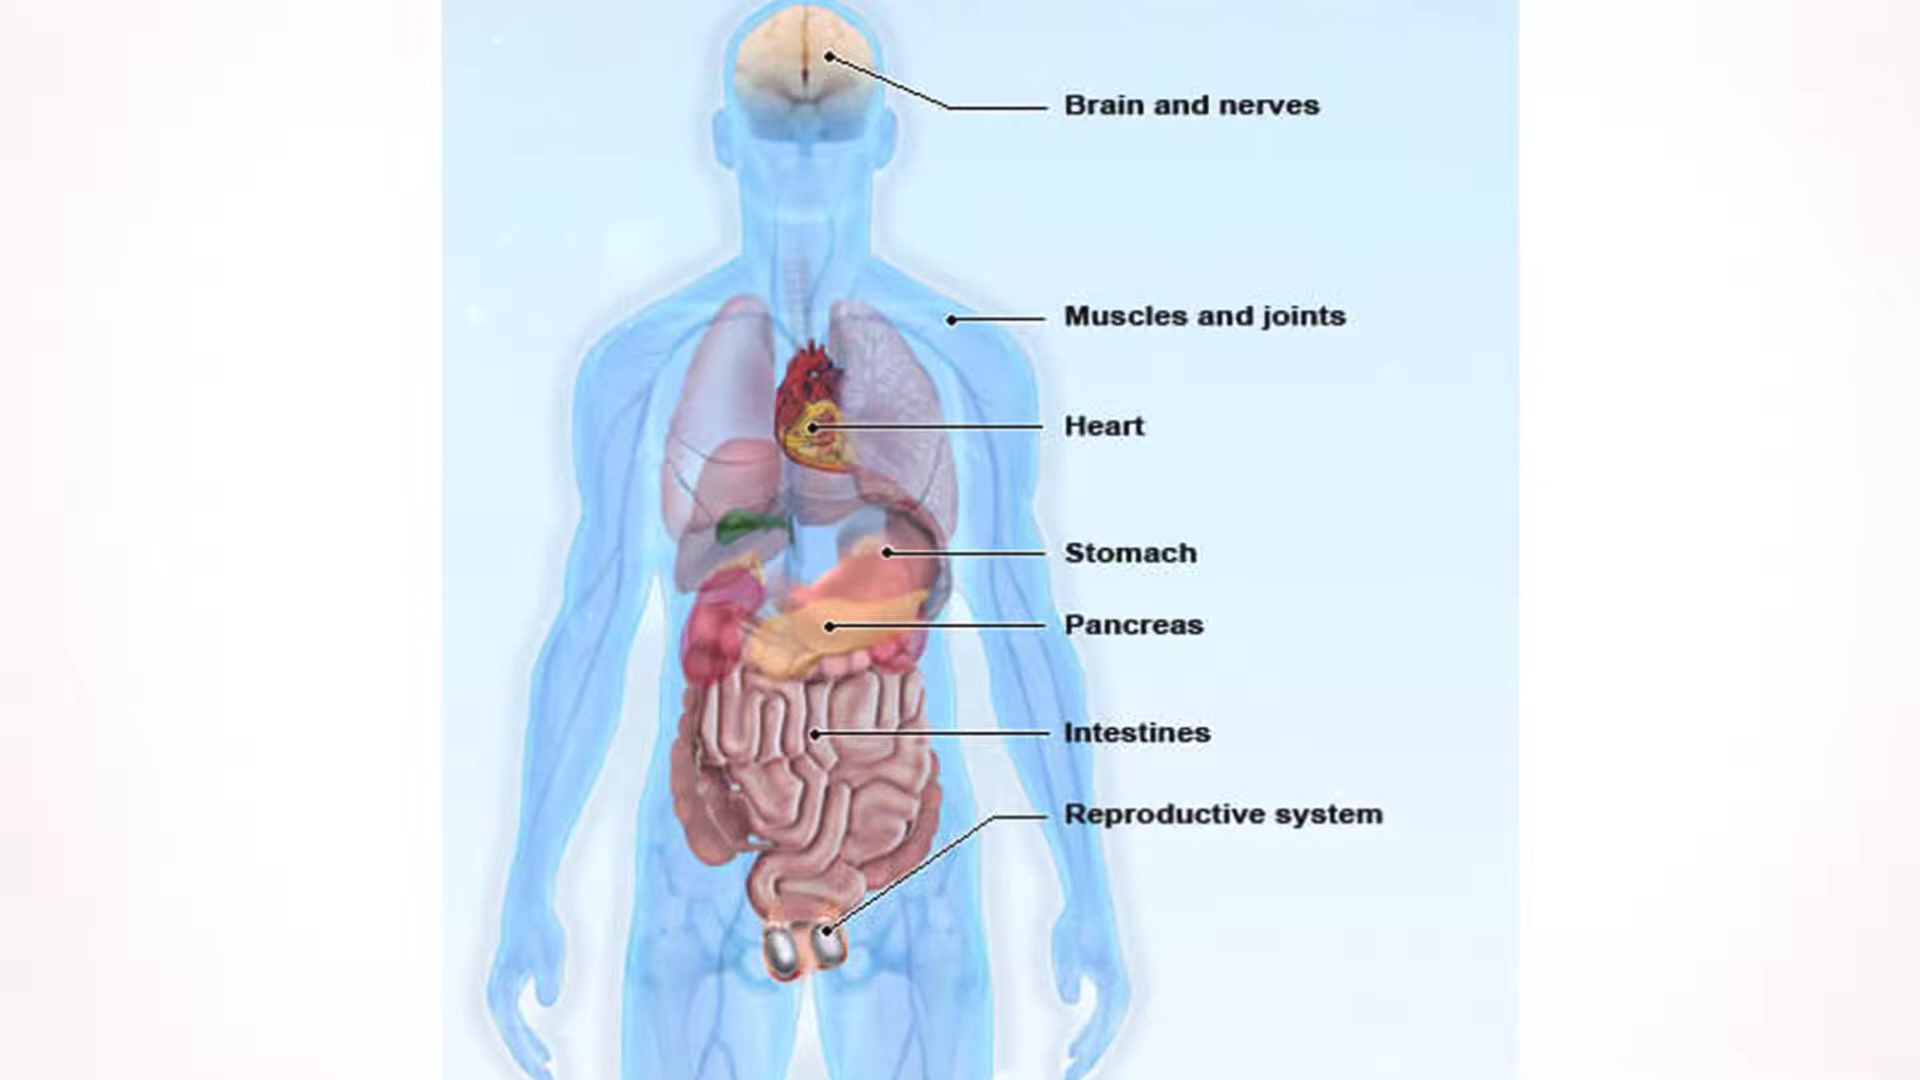 Brain and nerves
Muscles and joints
Heart
Stomach
Pancreas
Intestines
Reproductive system